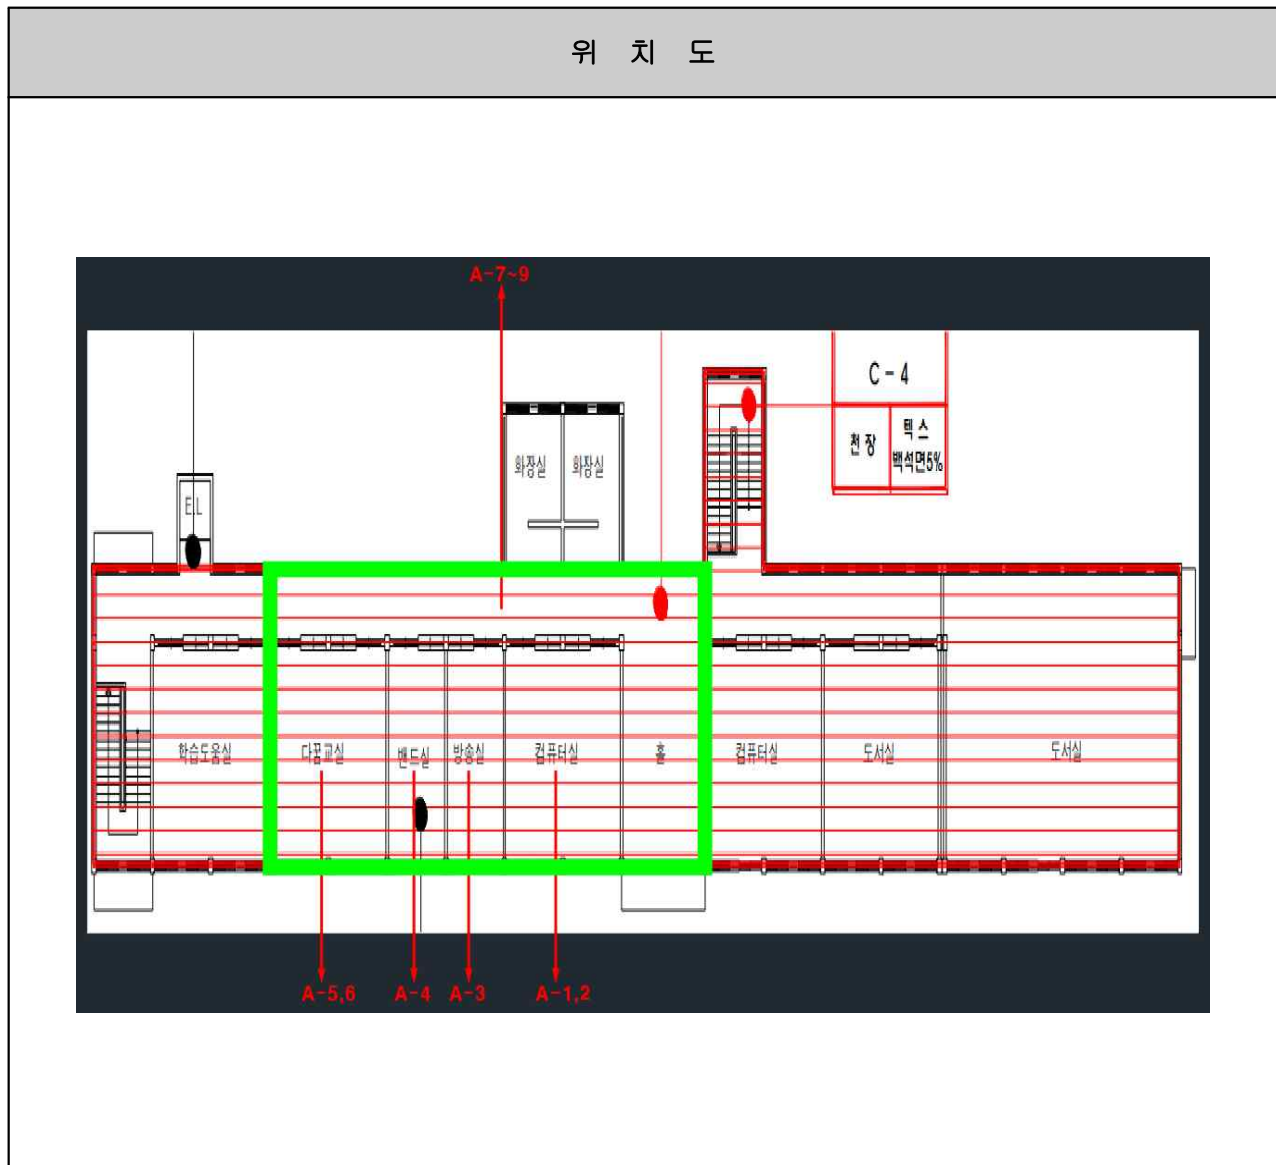 위 치 도
A-7~9
C-4
천장
텍스
백석면5%
화장실 화장실
E.L
학습도움실 다꿈교실 밴드실 방송실 컴퓨터실 홀 컴퓨터실 도서실 도서실
A-5,6 A-4 A-3 A-1,2